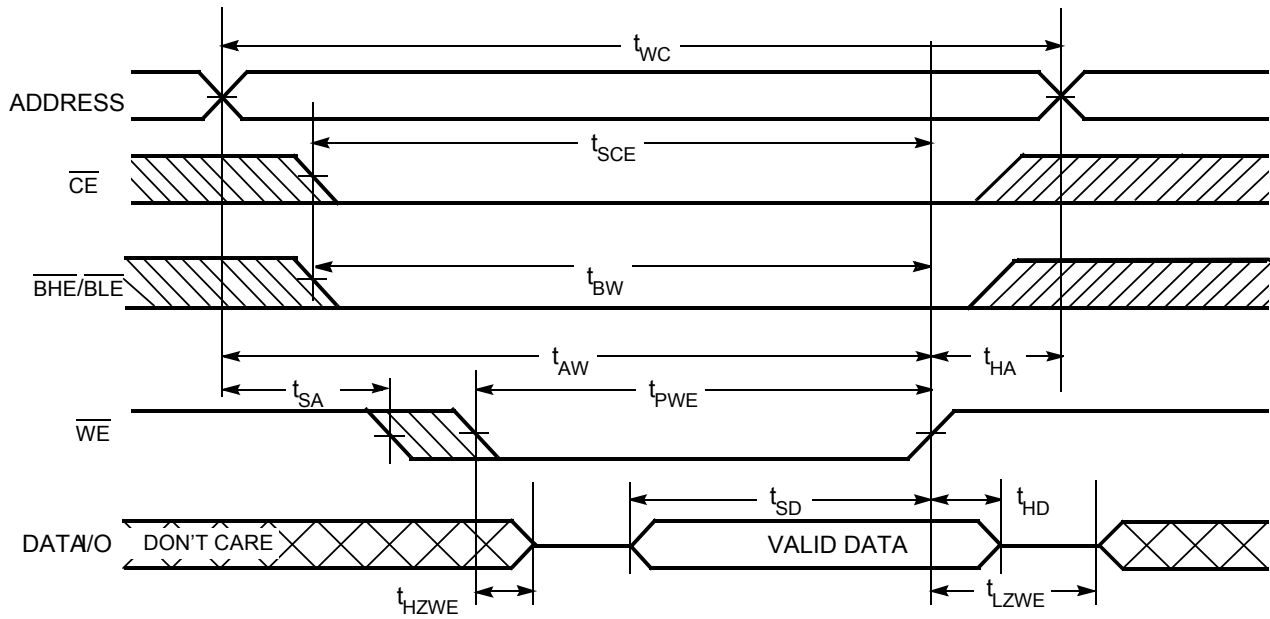 tWC
ADDRESS
tSCE
CE
BHE/BLE
tBW
tAW
tHA
tSA
tPWE
WE
tSD
tHD
DATA I/O
DON'T CARE
VALID DATA
tHZWE
tLZWE